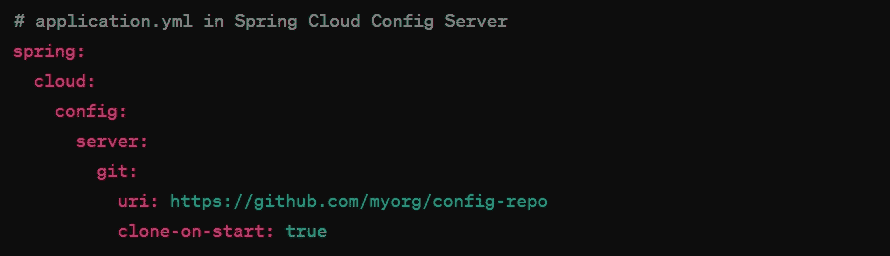 # application.yml in Spring Cloud Config Server
spring:
  cloud:
    config:
      server:
        git:
          uri: https://github.com/myorg/config-repo
          clone-on-start: true